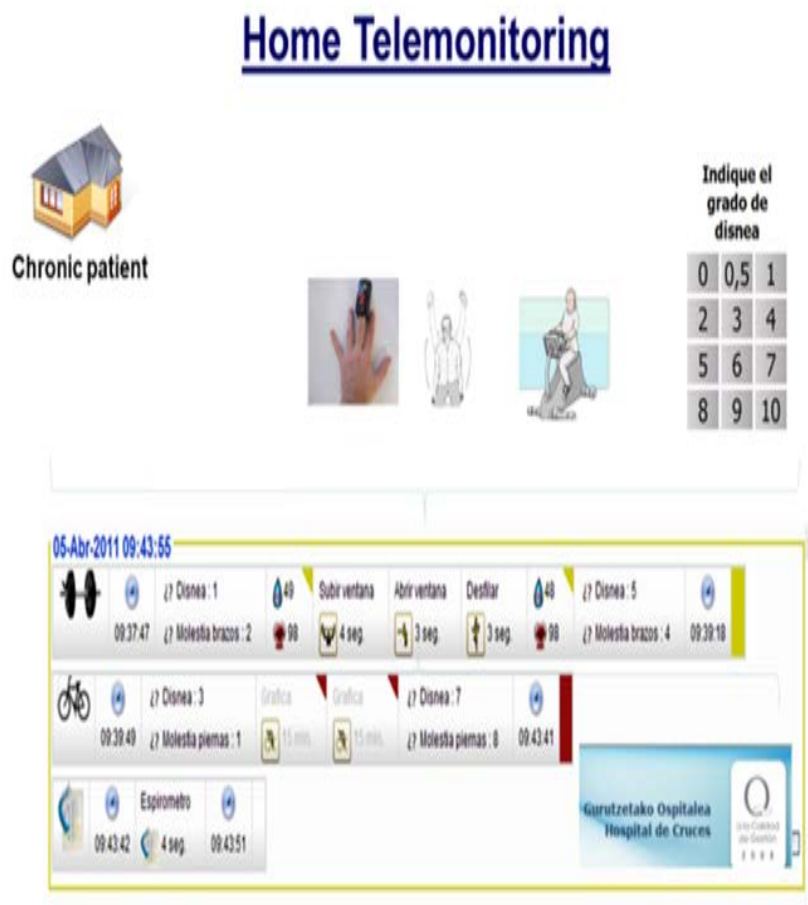 Home Telemonitoring
Chronic patient
Indique el
grado de
disnea
0 0,5 1
2 3 4
5 6 7
8 9 10
05-Abr-2011 09:43:55
¿? Disnea : 1 49 Subir ventana Abrir ventana Desfilar 48 ¿? Disnea : 5
09:37:47 ¿? Molestia brazos : 2 98 4 seg. 3 seg. 3 seg. 98 ¿? Molestia brazos : 4 09:39:18
¿? Disnea : 3 Grafica Grafica ¿? Disnea : 7
09:39:49 ¿? Molestia piernas : 1 15 min. 15 min. ¿? Molestia piernas : 8 09:43:41
Espirometro
09:43:42 4 seg. 09:43:51
Gurutzetako Ospitalea
Hospital de Cruces
Q